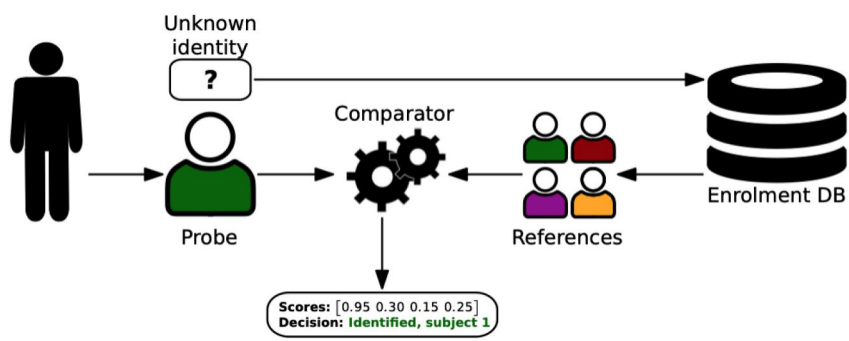 Unknown
identity
?
Comparator
Enrolment DB
Probe
References
Scores: [0.95 0.30 0.15 0.25]
Decision: Identified, subject 1